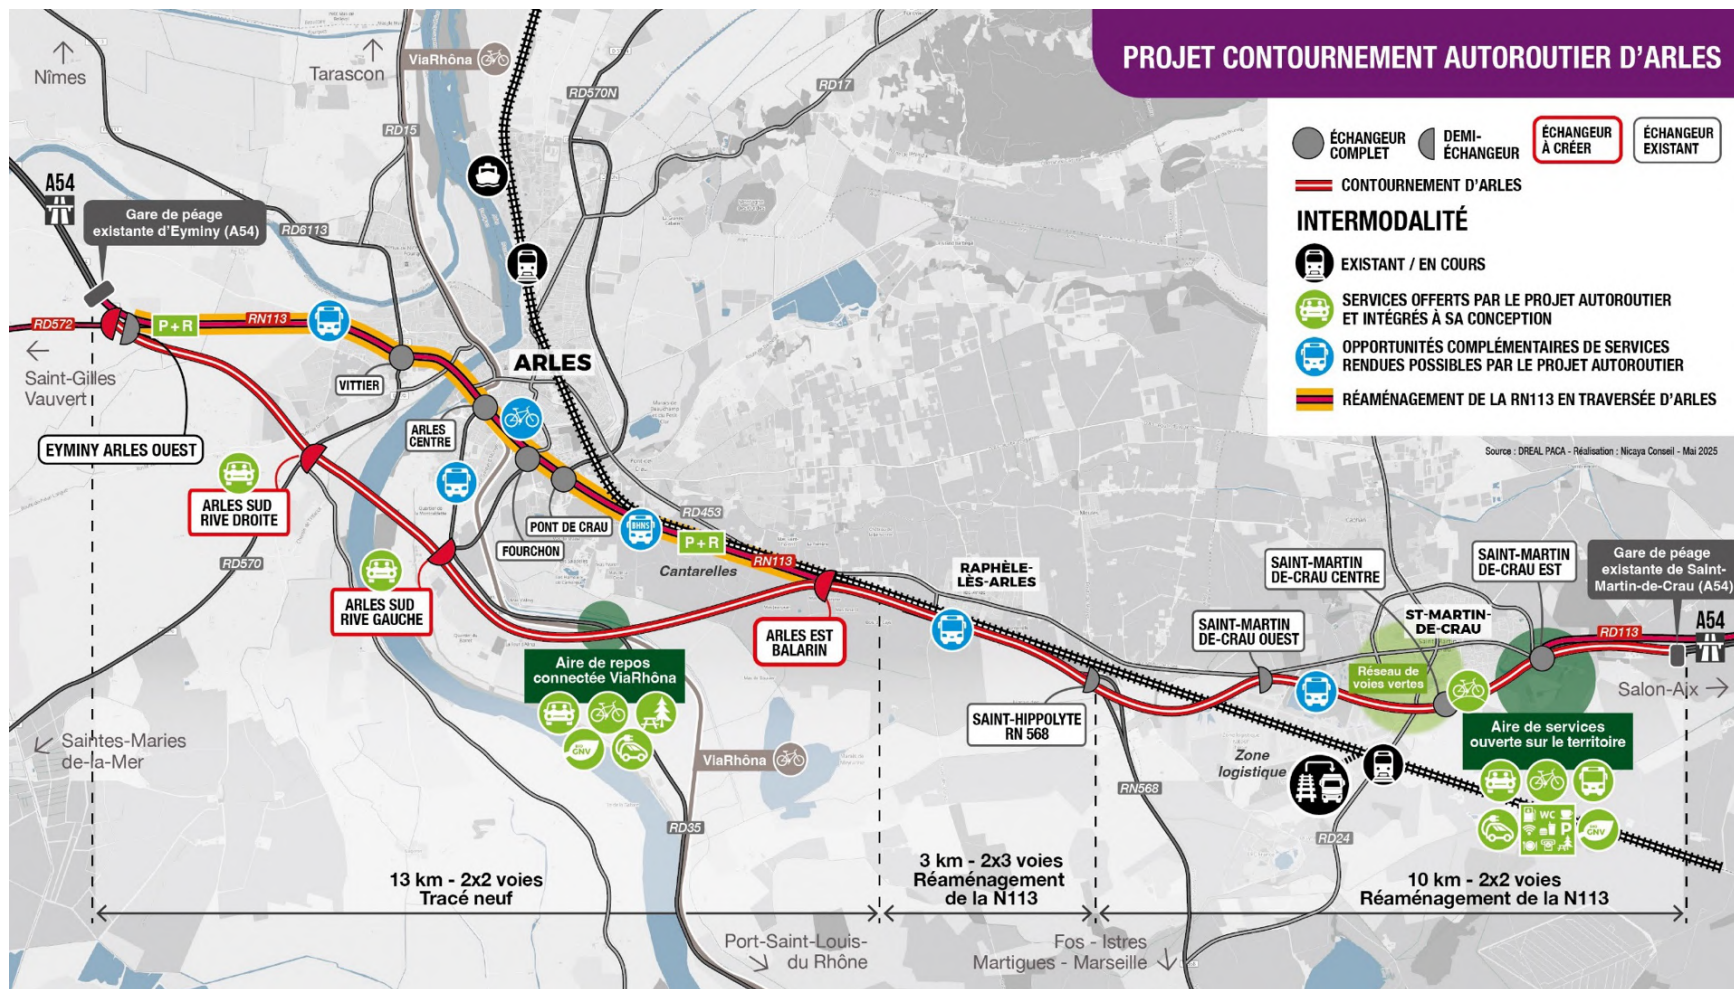 PROJET CONTOURNEMENT AUTOROUTIER D'ARLES
ÉCHANGEUR
COMPLET
DEMI-
ÉCHANGEUR
ÉCHANGEUR
À CRÉER
ÉCHANGEUR
EXISTANT
CONTOURNEMENT D'ARLES
INTERMODALITÉ
EXISTANT / EN COURS
SERVICES OFFERTS PAR LE PROJET AUTOROUTIER
ET INTÉGRÉS À SA CONCEPTION
OPPORTUNITÉS COMPLÉMENTAIRES DE SERVICES
RENDUES POSSIBLES PAR LE PROJET AUTOROUTIER
RÉAMÉNAGEMENT DE LA RN113 EN TRAVERSÉE D'ARLES
Source : DREAL PACA - Réalisation : Nicaya Conseil - Mai 2025
Nîmes
Tarascon
ViaRhôna
RD570N
RD17
RD15
A54
Gare de péage
existante d'Eyminy (A54)
RD6113
RD572
P+R
RN113
Saint-Gilles
Vauvert
VITTIER
ARLES
ARLES
CENTRE
EYMINY ARLES OUEST
ARLES SUD
RIVE DROITE
PONT DE CRAU
FOURCHON
BHNS
RD453
P+R
RN113
Cantarelles
RD570
ARLES SUD
RIVE GAUCHE
ARLES EST
BALARIN
RAPHÈLE-
LÈS-ARLES
SAINT-MARTIN
DE-CRAU CENTRE
SAINT-MARTIN
DE-CRAU EST
Gare de péage
existante de Saint-
Martin-de-Crau (A54)
SAINT-MARTIN
DE-CRAU OUEST
ST-MARTIN-
DE-CRAU
RD113
A54
Réseau de
voies vertes
Salon-Aix
Aire de repos
connectée ViaRhôna
BIO
GNV
SAINT-HIPPOLYTE
RN 568
Aire de services
ouverte sur le territoire
WC
P
BIO
GNV
Saintes-Maries
de-la-Mer
ViaRhôna
Zone
logistique
RN568
RD35
RD24
13 km - 2x2 voies
Tracé neuf
3 km - 2x3 voies
Réaménagement
de la N113
10 km - 2x2 voies
Réaménagement de la N113
Port-Saint-Louis-
du Rhône
Fos - Istres
Martigues - Marseille